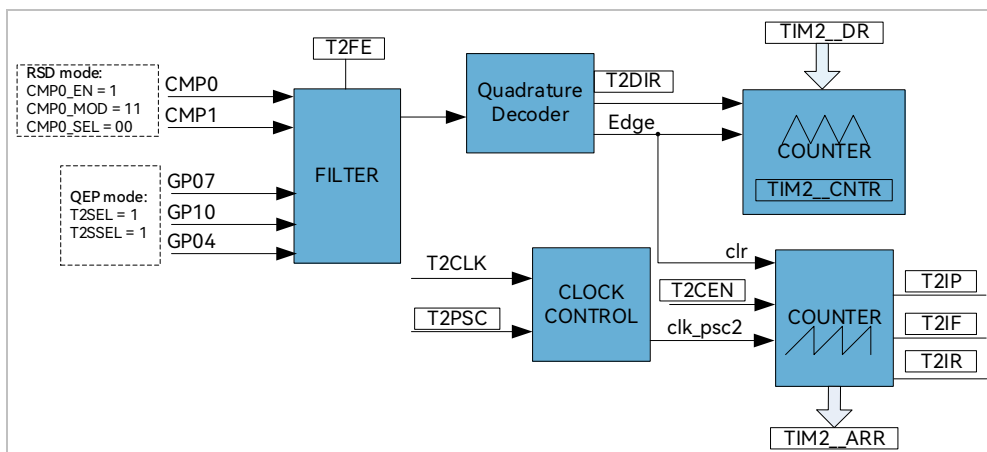 T2FE
TIM2__DR
RSD mode:
CMP0_EN = 1
CMP0_MOD = 11
CMP0_SEL = 00
CMP0
CMP1
Quadrature
Decoder
T2DIR
Edge
COUNTER
TIM2__CNTR
FILTER
QEP mode:
T2SEL = 1
T2SSEL = 1
GP07
GP10
GP04
T2CLK
T2PSC
CLOCK
CONTROL
clr
T2CEN
clk_psc2
COUNTER
T2IP
T2IF
T2IR
TIM2__ARR